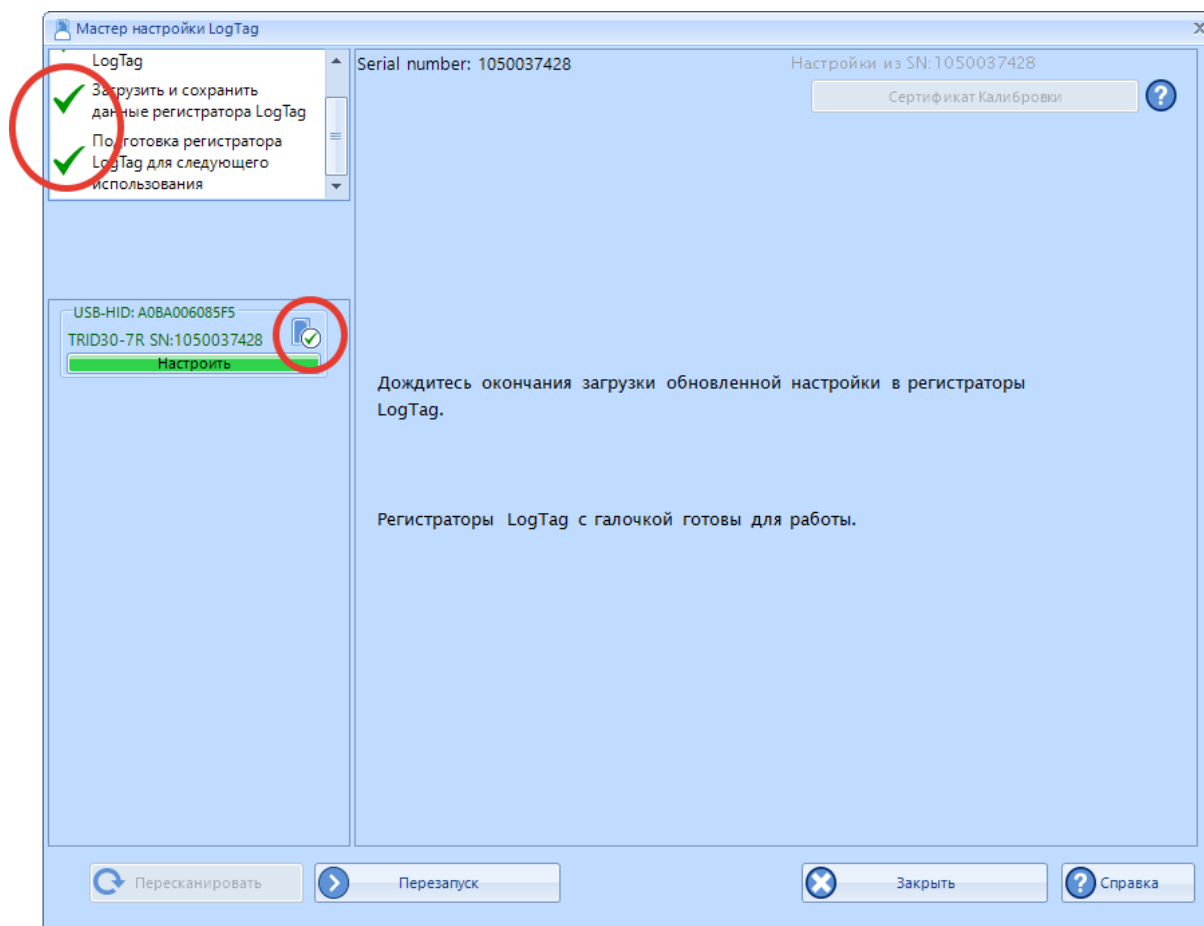 Мастер настройки LogTag
LogTag
Загрузить и сохранить
данные регистратора LogTag
Подготовка регистратора
LogTag для следующего
использования
Serial number: 1050037428
Настройки из SN:1050037428
Сертификат Калибровки
USB-HID: A0BA006085F5
TRID30-7R SN:1050037428
Настроить
Дождитесь окончания загрузки обновленной настройки в регистраторы
LogTag.
Регистраторы LogTag с галочкой готовы для работы.
Пересканировать
Перезапуск
Закрыть
Справка